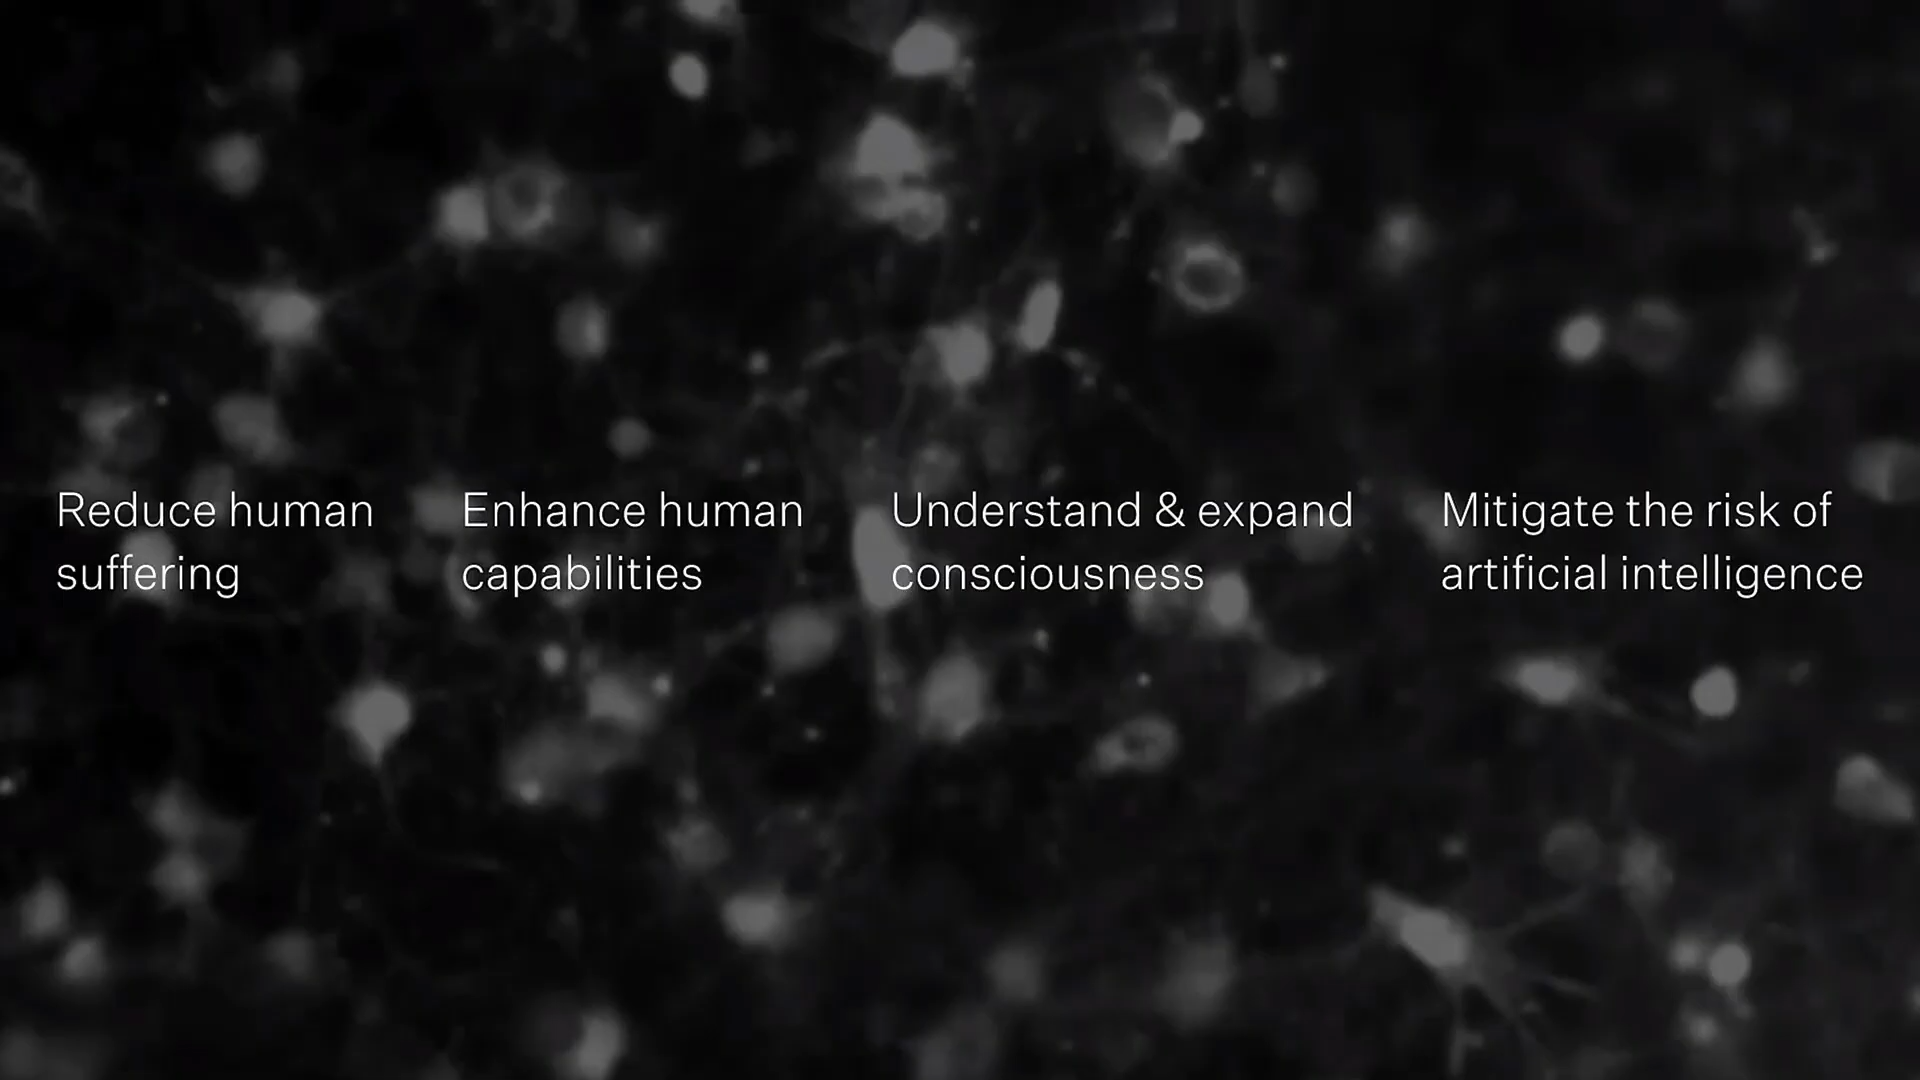 Reduce human
suffering
Enhance human
capabilities
Understand & expand
consciousness
Mitigate the risk of
artificial intelligence